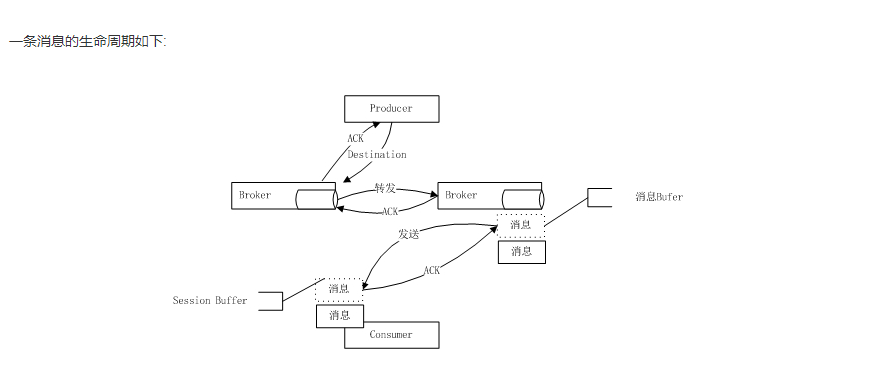 一条消息的生命周期如下:
Producer
ACK
Destination
Broker
转发
Broker
消息Bufer
ACK
消息
发送
消息
ACK
消息
Session Buffer
消息
Consumer